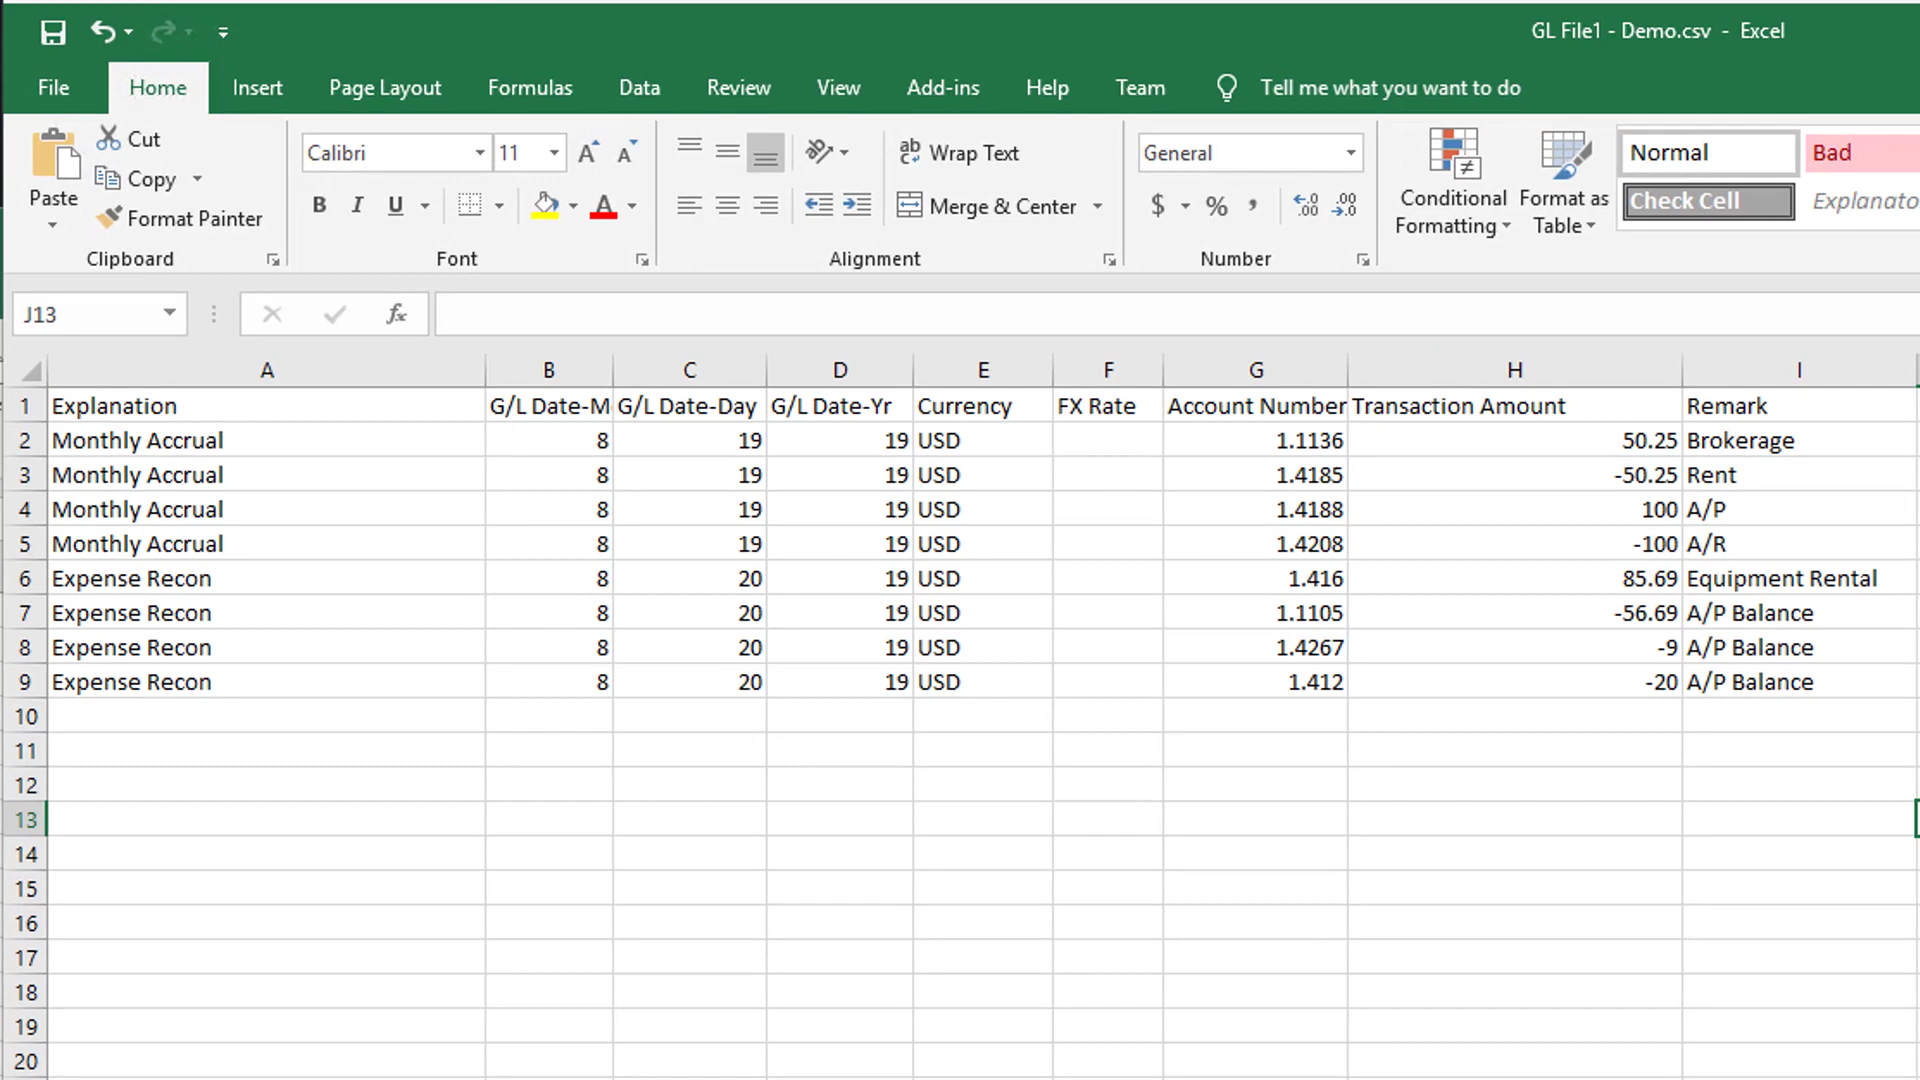 GL File1 - Demo.csv - Excel
File Home Insert Page Layout Formulas Data Review View Add-ins Help Team Tell me what you want to do
Paste
Cut
Copy
Format Painter
Clipboard
Calibri 11
B I U A
Font
Wrap Text
Merge & Center
Alignment
General
$ % ,
Number
Conditional Formatting
Format as Table
Normal Bad
Check Cell Explanato
J13 fx
A B C D E F G H I
1 Explanation G/L Date-M G/L Date-Day G/L Date-Yr Currency FX Rate Account Number Transaction Amount Remark
2 Monthly Accrual 8 19 19 USD 1.1136 50.25 Brokerage
3 Monthly Accrual 8 19 19 USD 1.4185 -50.25 Rent
4 Monthly Accrual 8 19 19 USD 1.4188 100 A/P
5 Monthly Accrual 8 19 19 USD 1.4208 -100 A/R
6 Expense Recon 8 20 19 USD 1.416 85.69 Equipment Rental
7 Expense Recon 8 20 19 USD 1.1105 -56.69 A/P Balance
8 Expense Recon 8 20 19 USD 1.4267 -9 A/P Balance
9 Expense Recon 8 20 19 USD 1.412 -20 A/P Balance
10
11
12
13
14
15
16
17
18
19
20